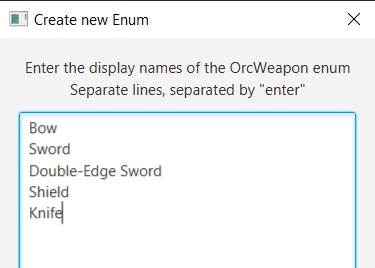 Create new Enum
Enter the display names of the OrcWeapon enum
Separate lines, separated by "enter"
Bow
Sword
Double-Edge Sword
Shield
Knife